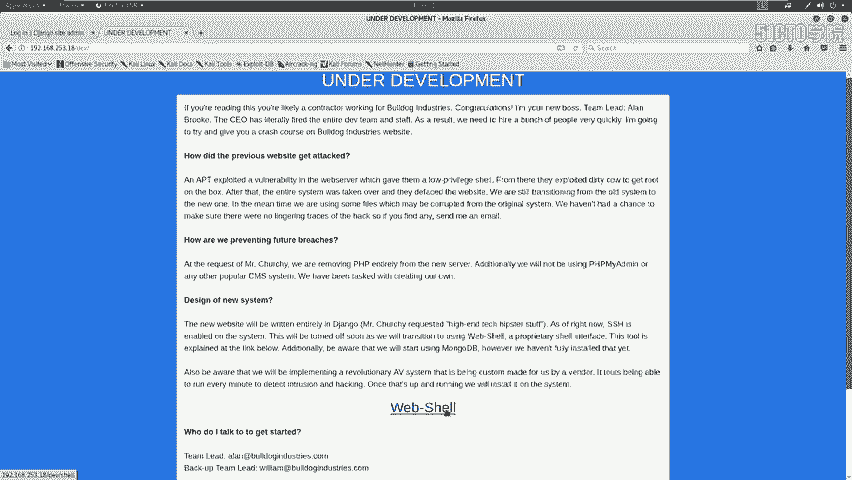 UNDER DEVELOPMENT - Mozilla Firefox
Log in | Django site admin
UNDER DEVELOPMENT
192.168.253.18/dev/
Search
Most Visited
Offensive Security
Kali Linux
Kali Docs
Kali Tools
Exploit-DB
Aircrack-ng
Kali Forums
NetHunter
Getting Started
UNDER DEVELOPMENT
If you're reading this you're likely a contractor working for Bulldog Industries. Congratulations! I'm your new boss, Team Lead: Alan
Brooke. The CEO has literally fired the entire dev team and staff. As a result, we need to hire a bunch of people very quickly. I'm going
to try and give you a crash course on Bulldog Industries website.
How did the previous website get attacked?
An APT exploited a vulnerability in the webserver which gave them a low-privilege shell. From there they exploited dirty cow to get root
on the box. After that, the entire system was taken over and they defaced the website. We are still transitioning from the old system to
the new one. In the mean time we are using some files which may be corrupted from the original system. We haven't had a chance to
make sure there were no lingering traces of the hack so if you find any, send me an email.
How are we preventing future breaches?
At the request of Mr. Churchy, we are removing PHP entirely from the new server. Additionally we will not be using PHPMyAdmin or
any other popular CMS system. We have been tasked with creating our own.
Design of new system?
The new website will be written entirely in Django (Mr. Churchy requested "high-end tech hipster stuff"). As of right now, SSH is
enabled on the system. This will be turned off soon as we will transition to using Web-Shell, a proprietary shell interface. This tool is
explained at the link below. Additionally, be aware that we will start using MongoDB, however we haven't fully installed that yet.
Also be aware that we will be implementing a revolutionary AV system that is being custom made for us by a vendor. It touts being able
to run every minute to detect intrusion and hacking. Once that's up and running we will install it on the system.
Web-Shell
Who do I talk to to get started?
Team Lead: alan@bulldogindustries.com
Back-up Team Lead: william@bulldogindustries.com
192.168.253.18/dev/shell